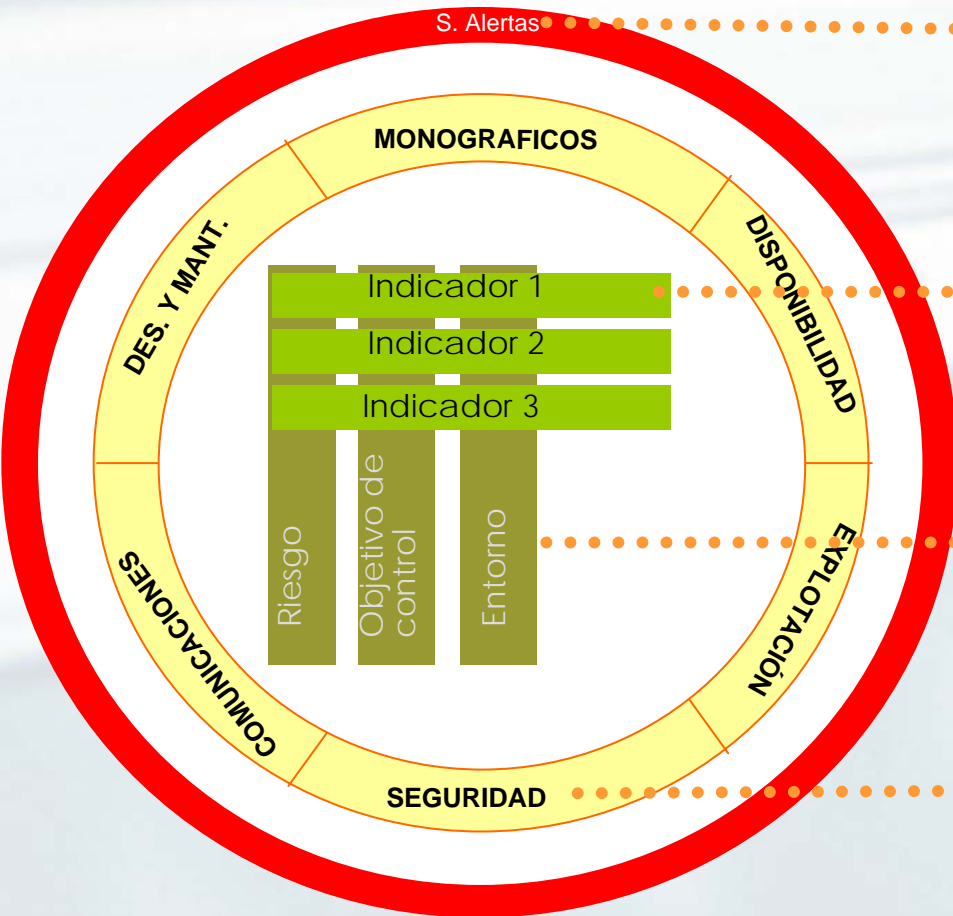 S. Alertas
MONOGRAFICOS
DES. Y MANT.
DISPONIBILIDAD
Indicador 1
Indicador 2
Indicador 3
Riesgo
Objetivo de
control
Entorno
EXPLOTACIÓN
COMUNICACIONES
SEGURIDAD